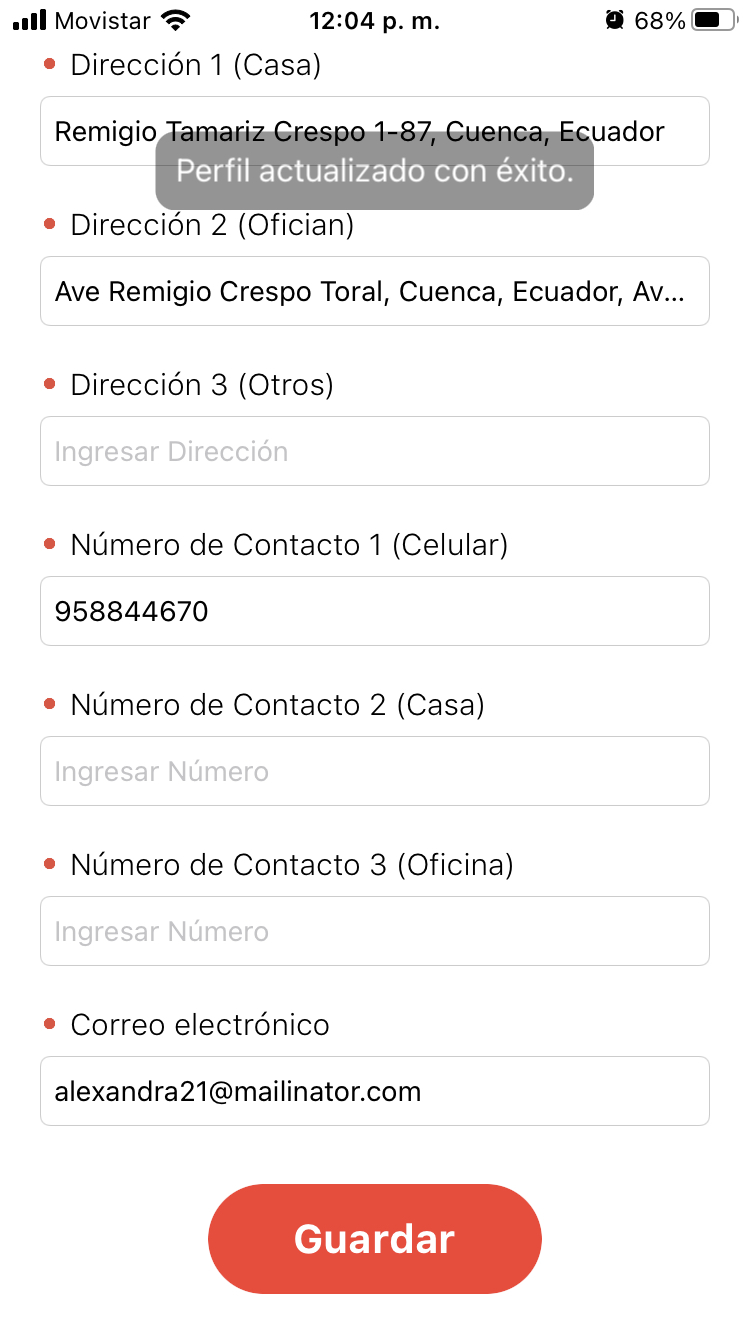 Movistar 12:04 p. m. 68%
Dirección 1 (Casa)
Remigio Tamariz Crespo 1-87, Cuenca, Ecuador
Perfil actualizado con éxito.
Dirección 2 (Ofician)
Ave Remigio Crespo Toral, Cuenca, Ecuador, Av...
Dirección 3 (Otros)
Ingresar Dirección
Número de Contacto 1 (Celular)
958844670
Número de Contacto 2 (Casa)
Ingresar Número
Número de Contacto 3 (Oficina)
Ingresar Número
Correo electrónico
alexandra21@mailinator.com
Guardar